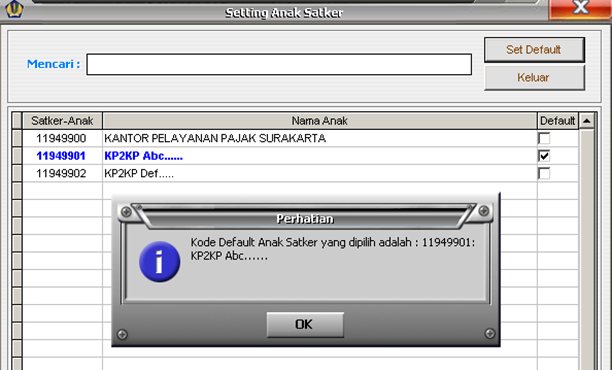 Setting Anak Satker
Mencari :
Set Default
Keluar
Satker-Anak Nama Anak Default
11949900 KANTOR PELAYANAN PAJAK SURAKARTA
11949901 KP2KP Abc......
11949902 KP2KP Def.....
Perhatian
Kode Default Anak Satker yang dipilih adalah : 11949901:
KP2KP Abc......
OK